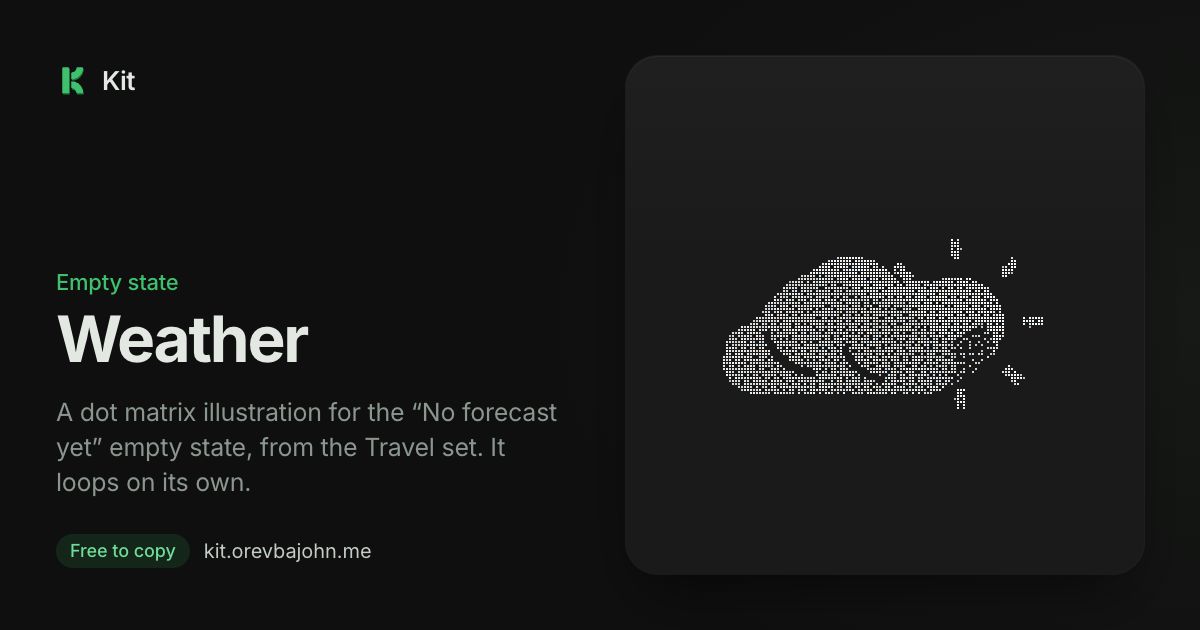 Kit
Empty state
Weather
A dot matrix illustration for the “No forecast
yet” empty state, from the Travel set. It
loops on its own.
Free to copy
kit.orevbajohn.me